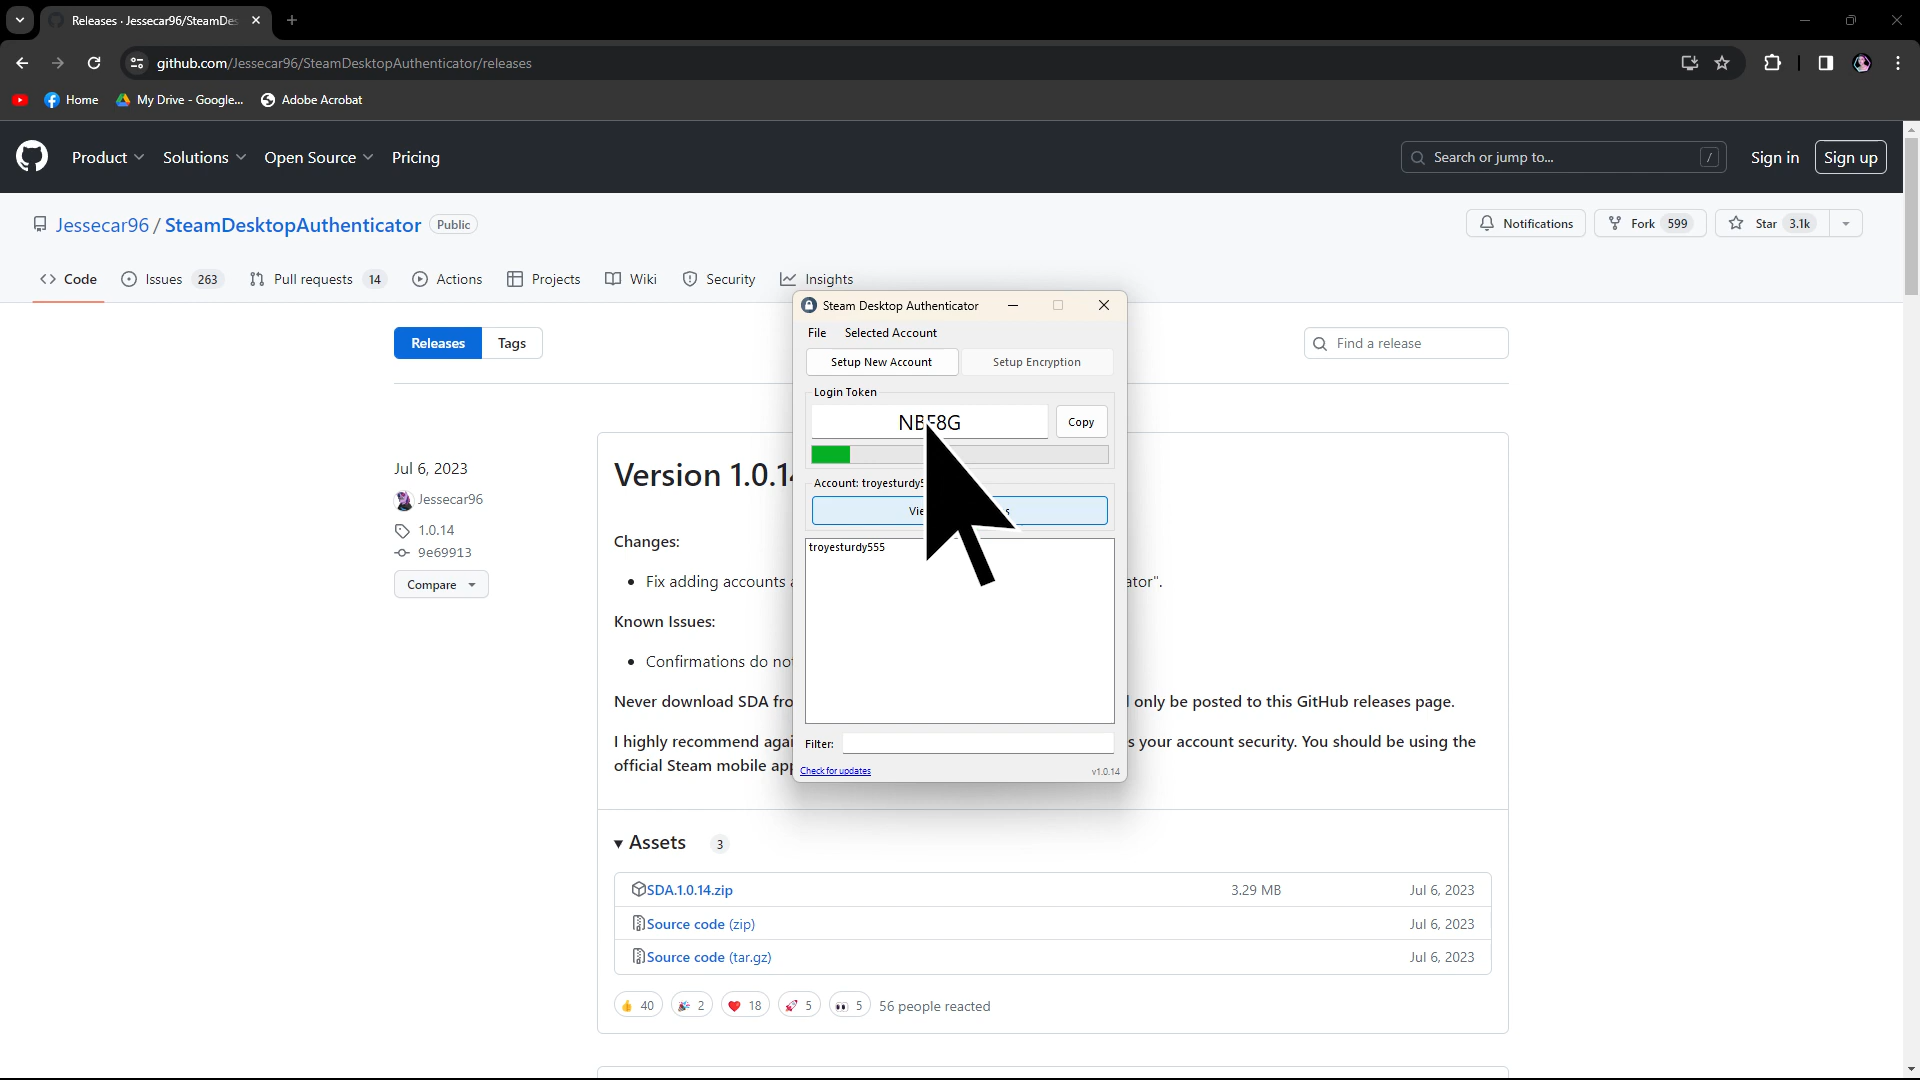 Releases · Jessecar96/SteamDes
github.com/Jessecar96/SteamDesktopAuthenticator/releases
Home My Drive - Google... Adobe Acrobat
Product Solutions Open Source Pricing Search or jump to... / Sign in Sign up
Jessecar96 / SteamDesktopAuthenticator Public Notifications Fork 599 Star 3.1k
Code Issues 263 Pull requests 14 Actions Projects Wiki Security Insights
Releases Tags Find a release
Jul 6, 2023
Jessecar96
1.0.14
9e69913
Compare
Version 1.0.14
Changes:
Fix adding accounts ator".
Known Issues:
Confirmations do not
Never download SDA fro only be posted to this GitHub releases page.
I highly recommend agai s your account security. You should be using the
official Steam mobile app
Steam Desktop Authenticator
File Selected Account
Setup New Account Setup Encryption
Login Token
Copy
Account: troyesturdy
troyesturdy555
Filter:
Check for updates v1.0.14
Assets 3
SDA.1.0.14.zip 3.29 MB Jul 6, 2023
Source code (zip) Jul 6, 2023
Source code (tar.gz) Jul 6, 2023
40 2 18 5 5 56 people reacted